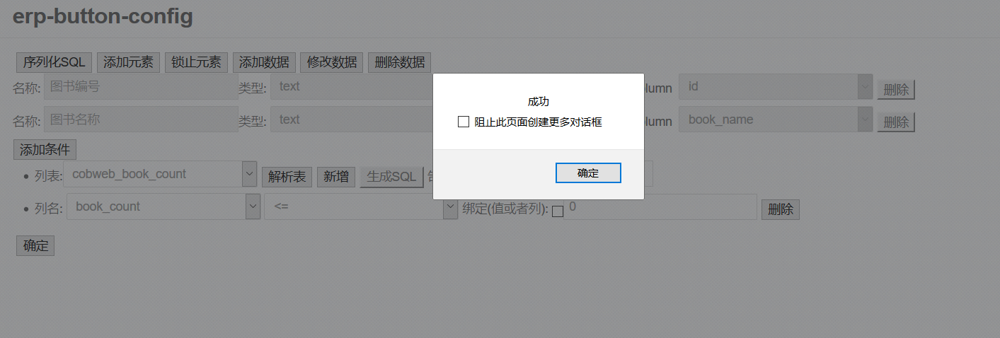 erp-button-config
序列化SQL 添加元素 锁止元素 添加数据 修改数据 删除数据
名称: 图书编号 类型: text lumn id 删除
名称: 图书名称 类型: text lumn book_name 删除
添加条件
列表: cobweb_book_count 解析表 新增 生成SQL
列名: book_count <= 绑定(值或者列): 0 删除
确定
成功
阻止此页面创建更多对话框
确定